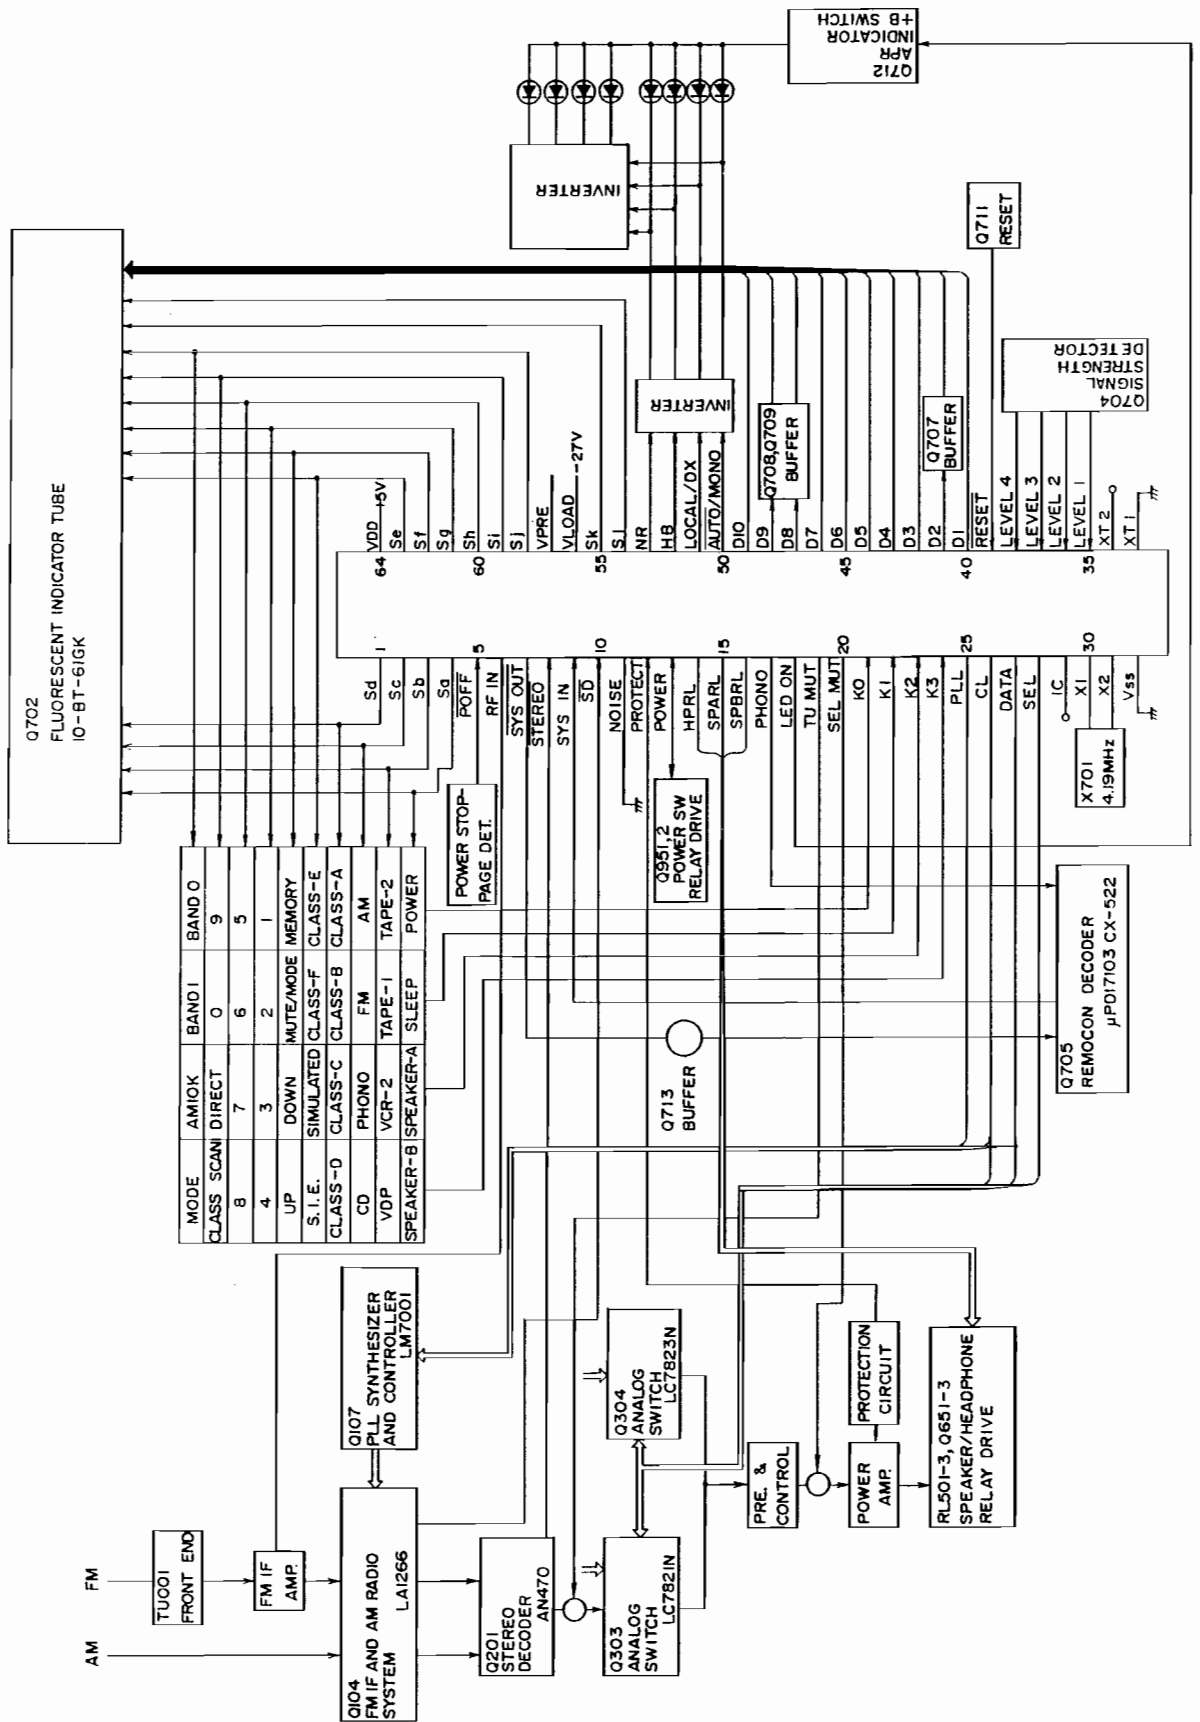 Q702
FLUORESCENT INDICATOR TUBE
10-BT-61GK
Q712
APR
INDICATOR
+B SWITCH
INVERTER
INVERTER
Q711
RESET
Q704
SIGNAL
STRENGTH
DETECTOR
Q708,Q709
BUFFER
Q707
BUFFER
64
60
55
50
45
40
35
VDD
+5V
Se
Sf
Sg
Sh
Si
Sj
VPRE
VLOAD
-27V
Sk
Sl
NR
HB
LOCAL/DX
AUTO/MONO
D10
D9
D8
D7
D6
D5
D4
D3
D2
D1
RESET
LEVEL 4
LEVEL 3
LEVEL 2
LEVEL 1
XT2
XT1
1
5
10
15
20
25
30
Sd
Sc
Sb
Sa
POFF
RF IN
SYS OUT
STEREO
SYS IN
SD
NOISE
PROTECT
POWER
HPRL
SPARL
SPBRL
PHONO
LED ON
TU MUT
SEL MUT
K0
K1
K2
K3
PLL
CL
DATA
SEL
IC
X1
X2
Vss
X701
4.19MHz
POWER STOP-
PAGE DET.
Q951,2
POWER SW
RELAY DRIVE
MODE AM10K BAND1 BAND0
CLASS SCAN DIRECT 0 9
8 7 6 5
4 3 2 1
UP DOWN MUTE/MODE MEMORY
S.I.E. SIMULATED CLASS-F CLASS-E
CLASS-D CLASS-C CLASS-B CLASS-A
CD PHONO FM AM
VDP VCR-2 TAPE-1 TAPE-2
SPEAKER-B SPEAKER-A SLEEP POWER
Q713
BUFFER
Q705
REMOCON DECODER
μPD17103 CX-522
FM
AM
TU001
FRONT END
FM IF
AMP.
Q104
FM IF AND AM RADIO
SYSTEM
LA1266
Q107
PLL SYNTHESIZER
AND CONTROLLER
LM7001
Q201
STEREO
DECODER
AN470
Q303
ANALOG
SWITCH
LC7821N
Q304
ANALOG
SWITCH
LC7823N
PRE. &
CONTROL
POWER
AMP.
PROTECTION
CIRCUIT
RL501-3,Q651-3
SPEAKER/HEADPHONE
RELAY DRIVE